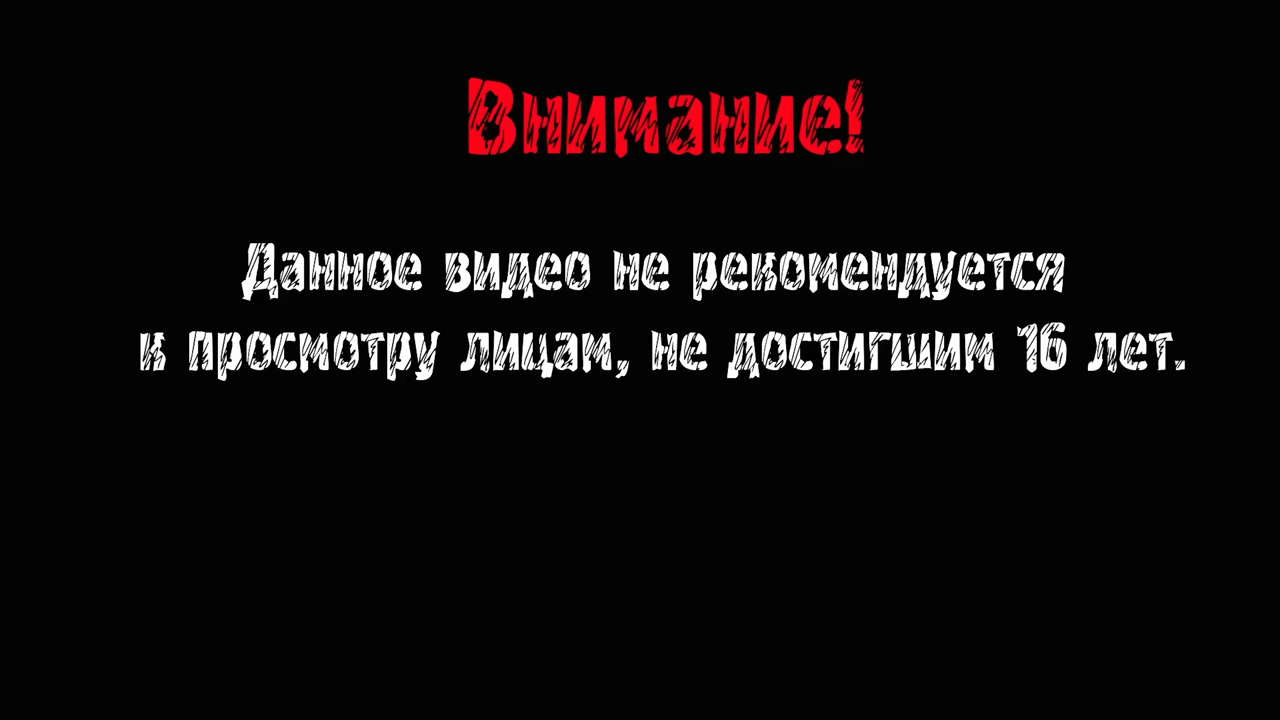 Внимание!
Данное видео не рекомендуется
к просмотру лицам, не достигшим 16 лет.